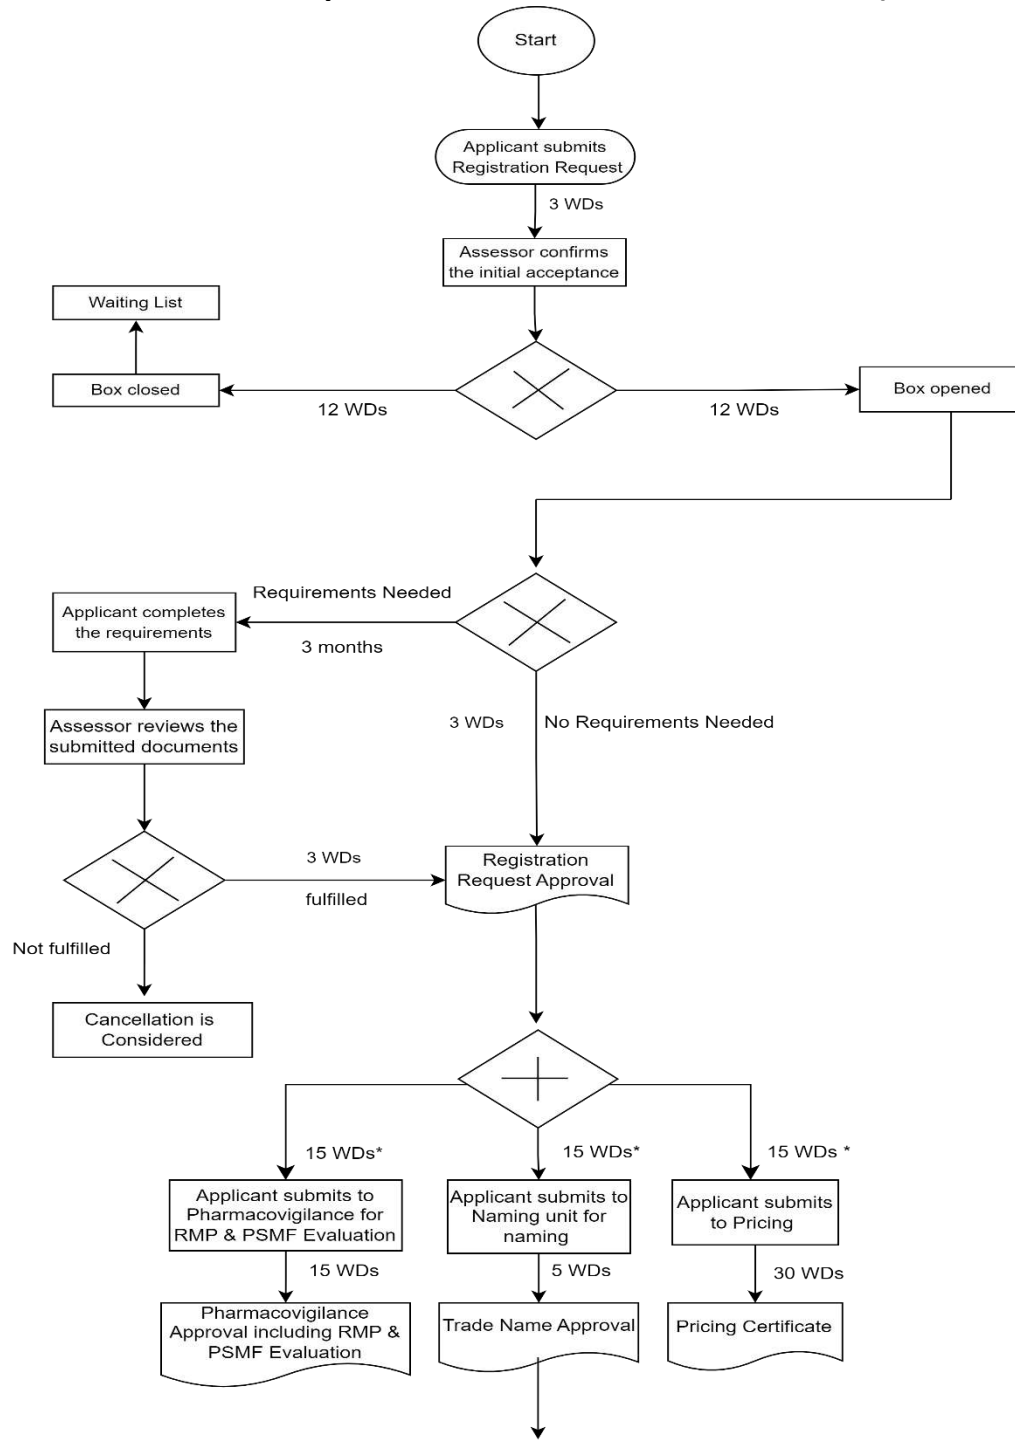 Start
Applicant submits
Registration Request
3 WDs
Assessor confirms
the initial acceptance
Waiting List
Box closed
12 WDs
12 WDs
Box opened
Requirements Needed
Applicant completes
the requirements
3 months
3 WDs
No Requirements Needed
Assessor reviews the
submitted documents
3 WDs
fulfilled
Registration
Request Approval
Not fulfilled
Cancellation is
Considered
15 WDs*
15 WDs*
15 WDs *
Applicant submits to
Pharmacovigilance for
RMP & PSMF Evaluation
Applicant submits to
Naming unit for
naming
Applicant submits
to Pricing
15 WDs
5 WDs
30 WDs
Pharmacovigilance
Approval including RMP &
PSMF Evaluation
Trade Name Approval
Pricing Certificate